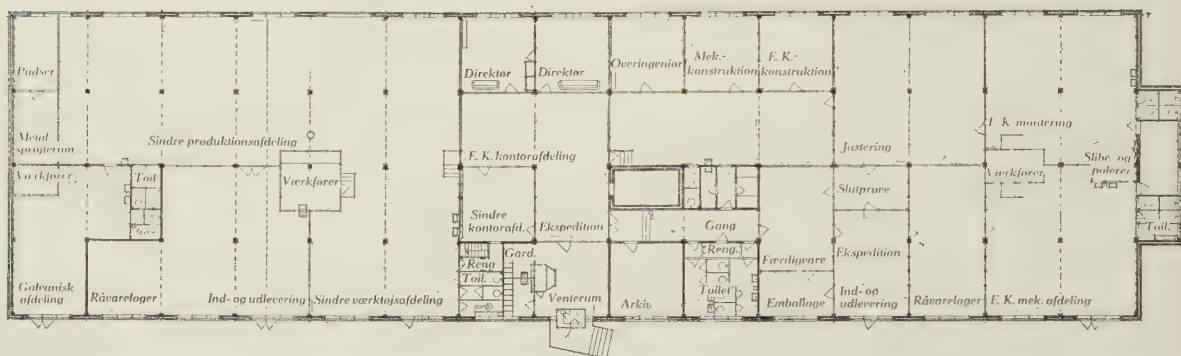 Pudser
Metal
sprøjterum
Værkfører
Sindre produktionsafdeling
Toil.
Værkfører
Galvanisk
afdeling
Råvarelager
Ind- og udlevering
Sindre værktøjsafdeling
Direktør
Direktør
Overingeniør
Mek.-
konstruktion
E. K.-
konstruktion
E. K. kontorafdeling
Sindre
kontorafd.
Ekspedition
Reng
Toil.
Gard.
Venterum
Arkiv
Gang
Reng.
Toilet
Færdigvare
Emballage
Justering
Slutprøve
Ekspedition
Ind- og
udlevering
Råvarelager
E. K. montering
Værkfører
Slibe- og
polerer
E. K. mek. afdeling
Toil.